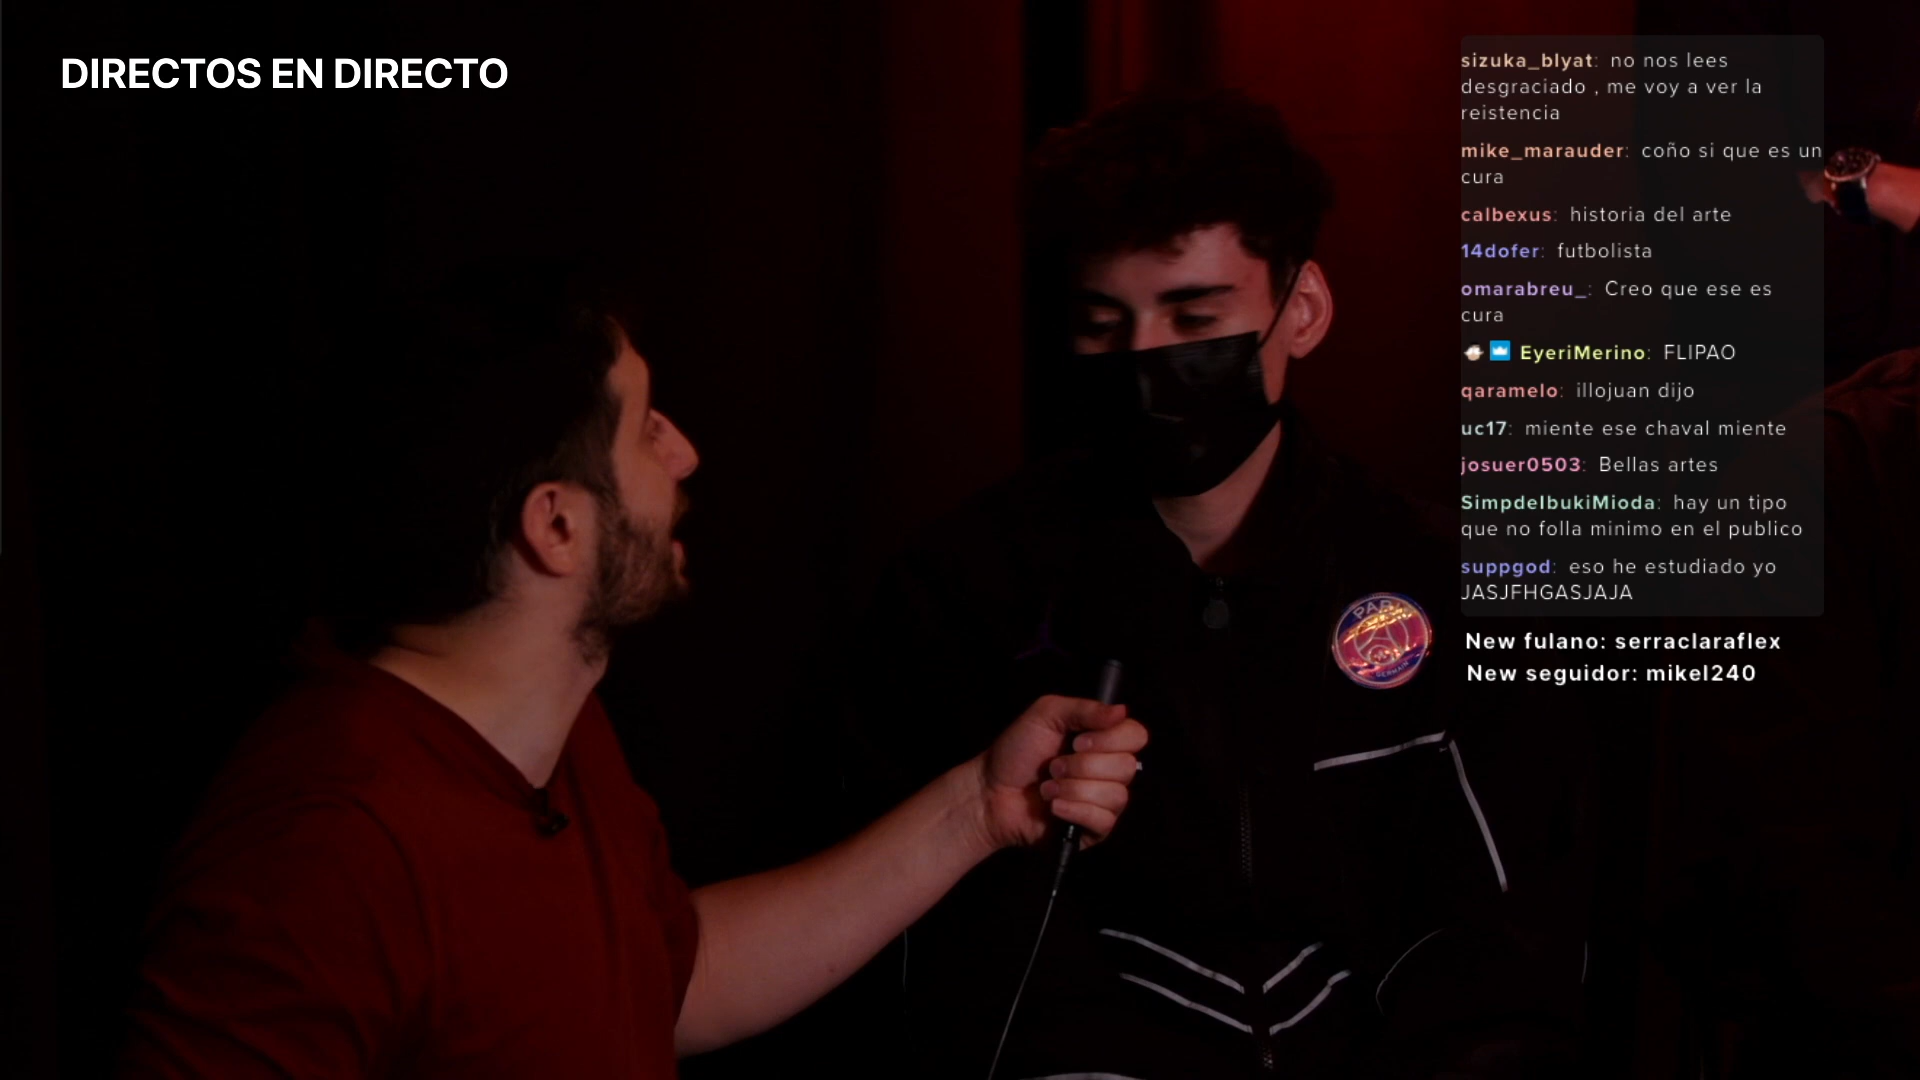 DIRECTOS EN DIRECTO
sizuka_blyat: no nos lees
desgraciado , me voy a ver la
reistencia
mike_marauder: coño si que es un
cura
calbexus: historia del arte
14dofer: futbolista
omarabreu_: Creo que ese es
cura
EyeriMerino: FLIPAO
qaramelo: illojuan dijo
uc17: miente ese chaval miente
josuer0503: Bellas artes
SimpdeIbukiMioda: hay un tipo
que no folla minimo en el publico
suppgod: eso he estudiado yo
JASJFHGASJAJA
PARIS
GERMAIN
New fulano: serraclaraflex
New seguidor: mikel240